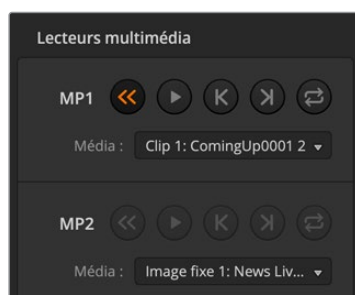 Lecteurs multimédia
MP1
Média : Clip 1: ComingUp0001 2
MP2
Média : Image fixe 1: News Liv...